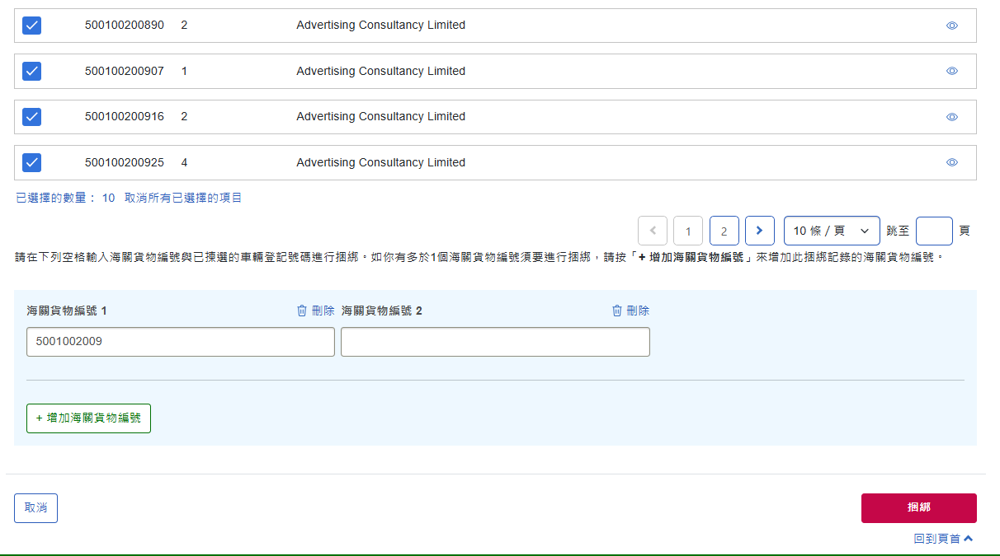 500100200890 2 Advertising Consultancy Limited
500100200907 1 Advertising Consultancy Limited
500100200916 2 Advertising Consultancy Limited
500100200925 4 Advertising Consultancy Limited
已選擇的數量： 10 取消所有已選擇的項目
1 2 10 條 / 頁 跳至 頁
請在下列空格輸入海關貨物編號與已揀選的車輛登記號碼進行捆綁。如你有多於1個海關貨物編號須要進行捆綁，請按「+ 增加海關貨物編號」來增加此捆綁記錄的海關貨物編號。
海關貨物編號 1 刪除 海關貨物編號 2 刪除
5001002009
+ 增加海關貨物編號
取消 捆綁
回到頁首